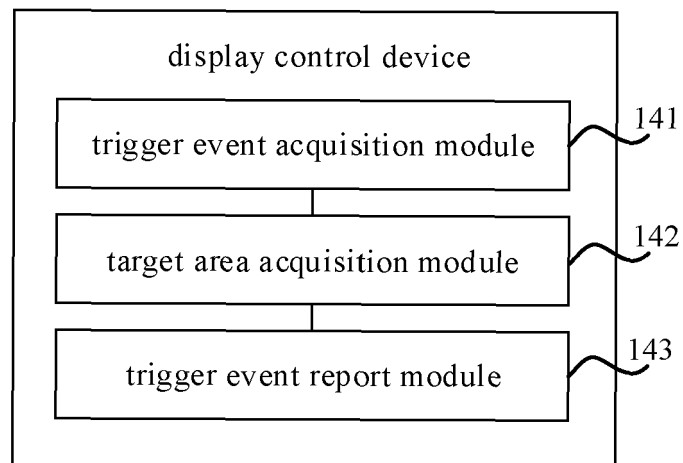 display control device
trigger event acquisition module
141
target area acquisition module
142
trigger event report module
143